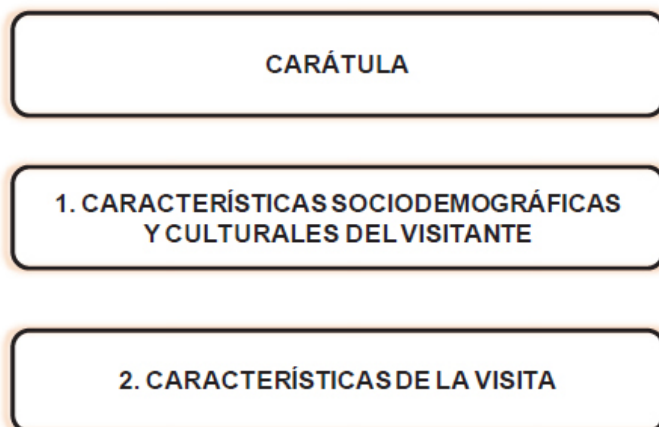 CARÁTULA
1. CARACTERÍSTICAS SOCIODEMOGRÁFICAS
Y CULTURALES DEL VISITANTE
2. CARACTERÍSTICAS DE LA VISITA